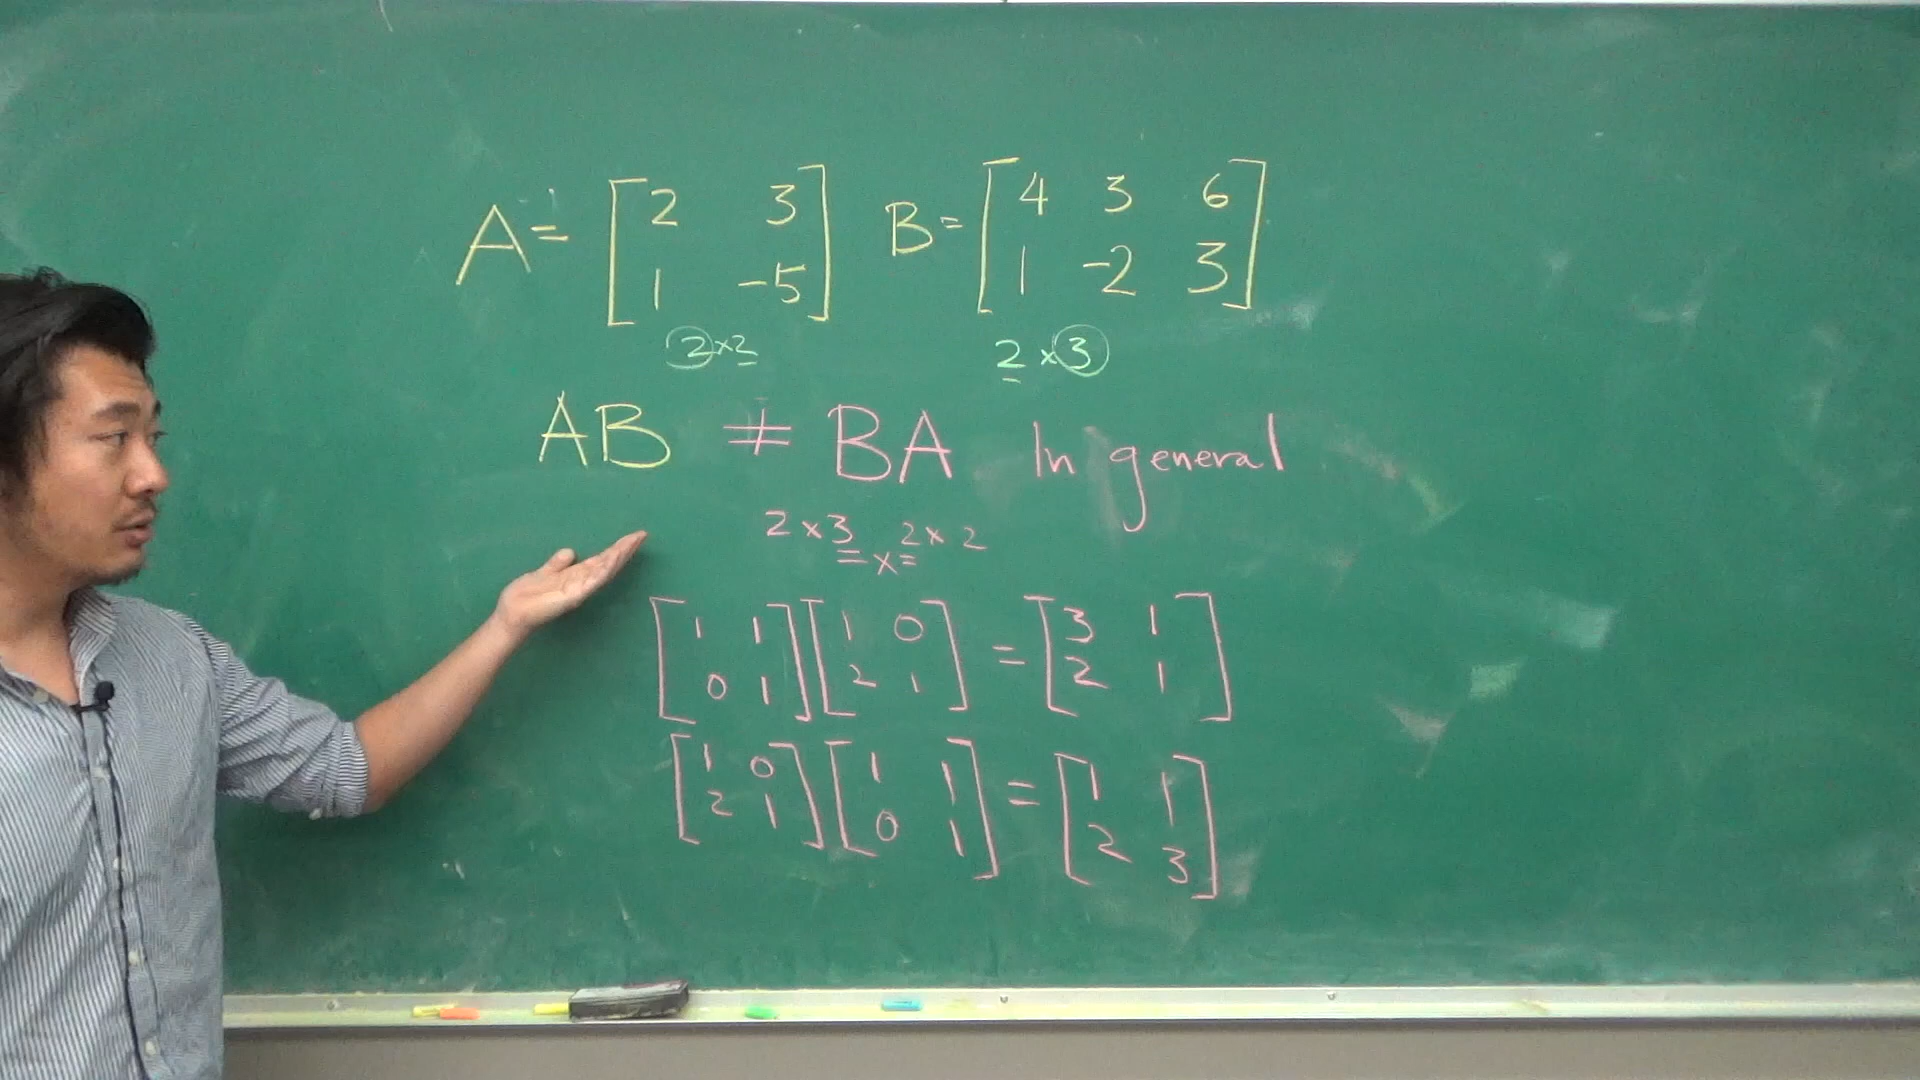 A = [2 3] B = [4 3 6]
[1 -5] [1 -2 3]
2 × 2 2 × 3
AB ≠ BA In general
2 × 3 × 2 × 2
[1 1] [1 0] = [3 1]
[0 1] [2 1] [2 1]
[1 0] [1 1] = [1 1]
[2 1] [0 1] [2 3]